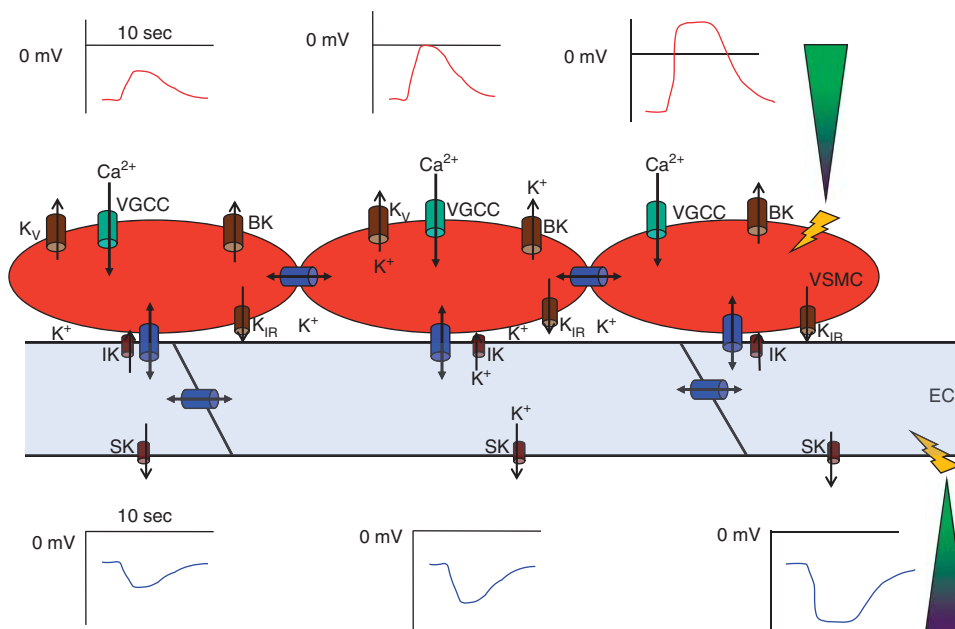 10 sec
0 mV
0 mV
0 mV
Ca2+
Ca2+
Ca2+
K+
KV
VGCC
BK
KV
K+
VGCC
BK
VGCC
BK
VSMC
K+
IK
KIR
K+
K+
IK
K+
KIR
K+
IK
KIR
EC
SK
K+
SK
SK
10 sec
0 mV
0 mV
0 mV